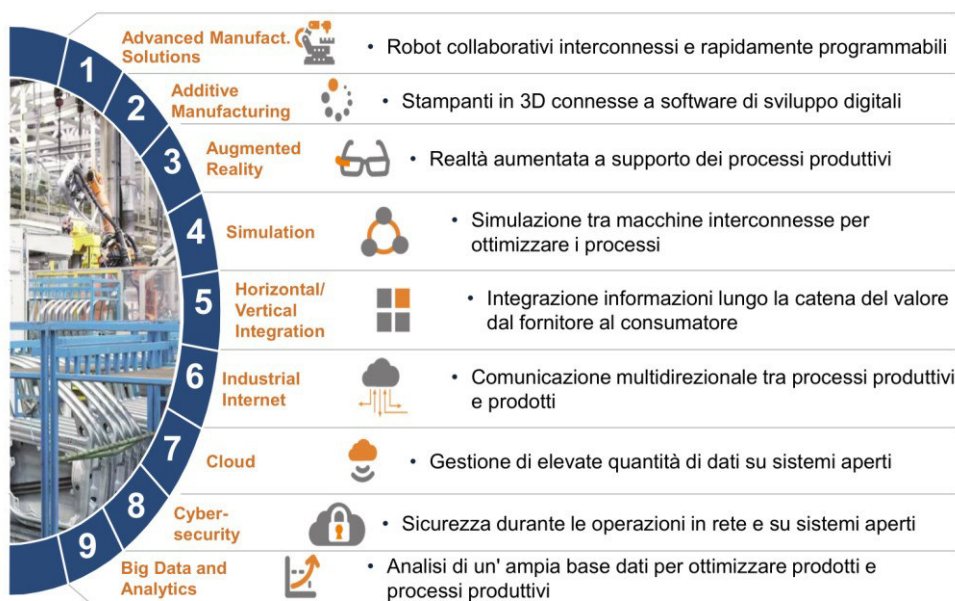 1
Advanced Manufact.
Solutions
• Robot collaborativi interconnessi e rapidamente programmabili
2
Additive
Manufacturing
• Stampanti in 3D connesse a software di sviluppo digitali
3
Augmented
Reality
• Realtà aumentata a supporto dei processi produttivi
4
Simulation
• Simulazione tra macchine interconnesse per
ottimizzare i processi
5
Horizontal/
Vertical
Integration
• Integrazione informazioni lungo la catena del valore
dal fornitore al consumatore
6
Industrial
Internet
• Comunicazione multidirezionale tra processi produttivi
e prodotti
7
Cloud
• Gestione di elevate quantità di dati su sistemi aperti
8
Cyber-
security
• Sicurezza durante le operazioni in rete e su sistemi aperti
9
Big Data and
Analytics
• Analisi di un' ampia base dati per ottimizzare prodotti e
processi produttivi